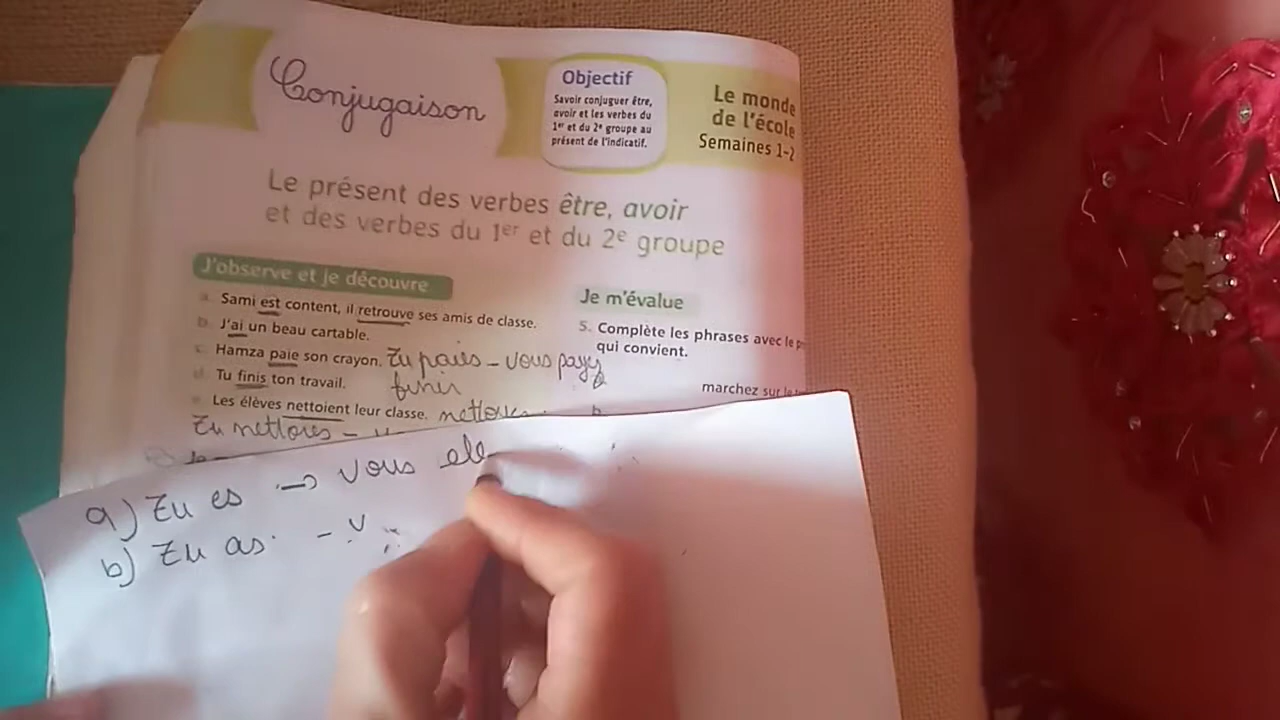 Conjugaison
Objectif
Savoir conjuguer être,
avoir et les verbes du
1er et du 2e groupe au
présent de l'indicatif.
Le monde
de l'école
Semaines 1-2
Le présent des verbes être, avoir
et des verbes du 1er et du 2e groupe
J'observe et je découvre
a. Sami est content, il retrouve ses amis de classe.
b. J'ai un beau cartable.
c. Hamza paie son crayon. Tu paies - vous payez
d. Tu finis ton travail. finir
e. Les élèves nettoient leur classe.
Tu nettoies -
Je m'évalue
5. Complète les phrases avec le
qui convient.
marchez sur
a) Tu es → vous
b) Tu as - v